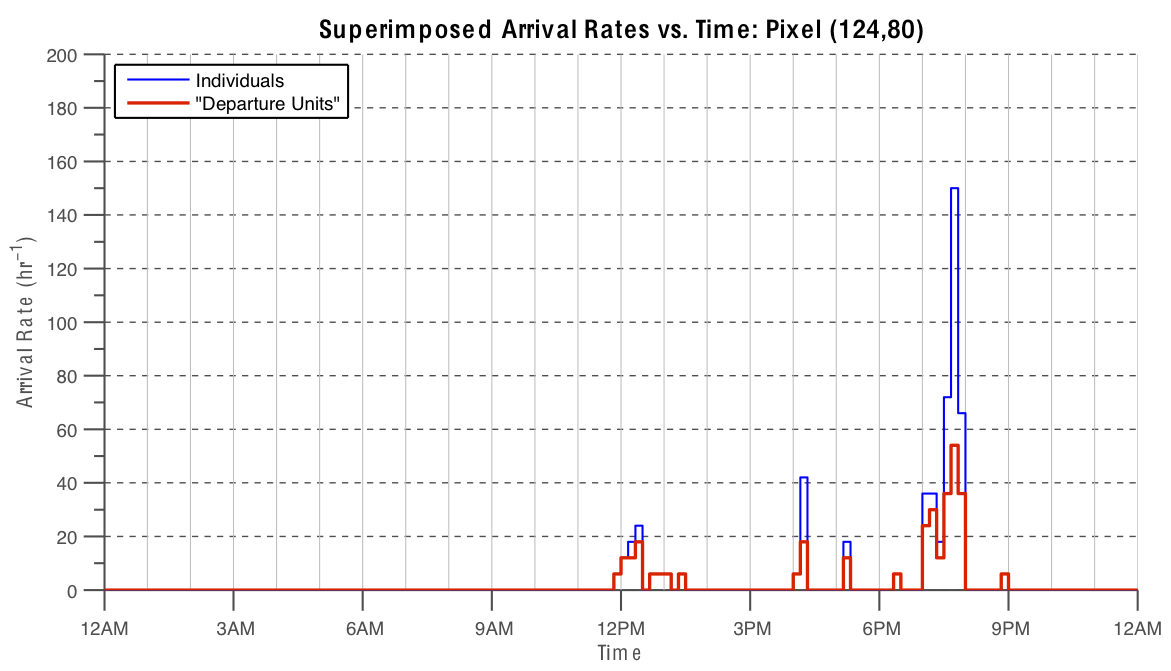 Superimposed Arrival Rates vs. Time: Pixel (124,80)
Individuals
"Departure Units"
200
180
160
140
120
100
80
60
40
20
0
Arrival Rate (hr⁻¹)
12AM 3AM 6AM 9AM 12PM 3PM 6PM 9PM 12AM
Time